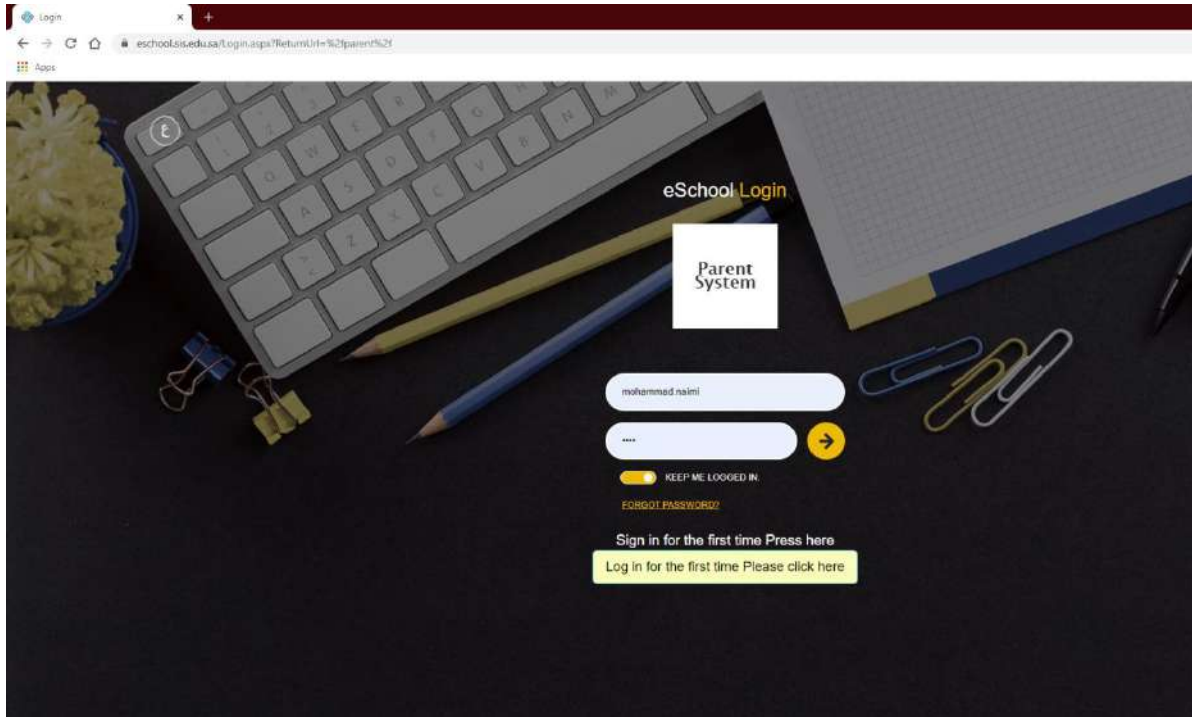 Login
eschool.sis.edu.sa/Login.aspx?ReturnUrl=%2fparent%2f
Apps
ع
eSchool Login
Parent
System
mohammad.naimi
••••
KEEP ME LOGGED IN.
FORGOT PASSWORD?
Sign in for the first time Press here
Log in for the first time Please click here